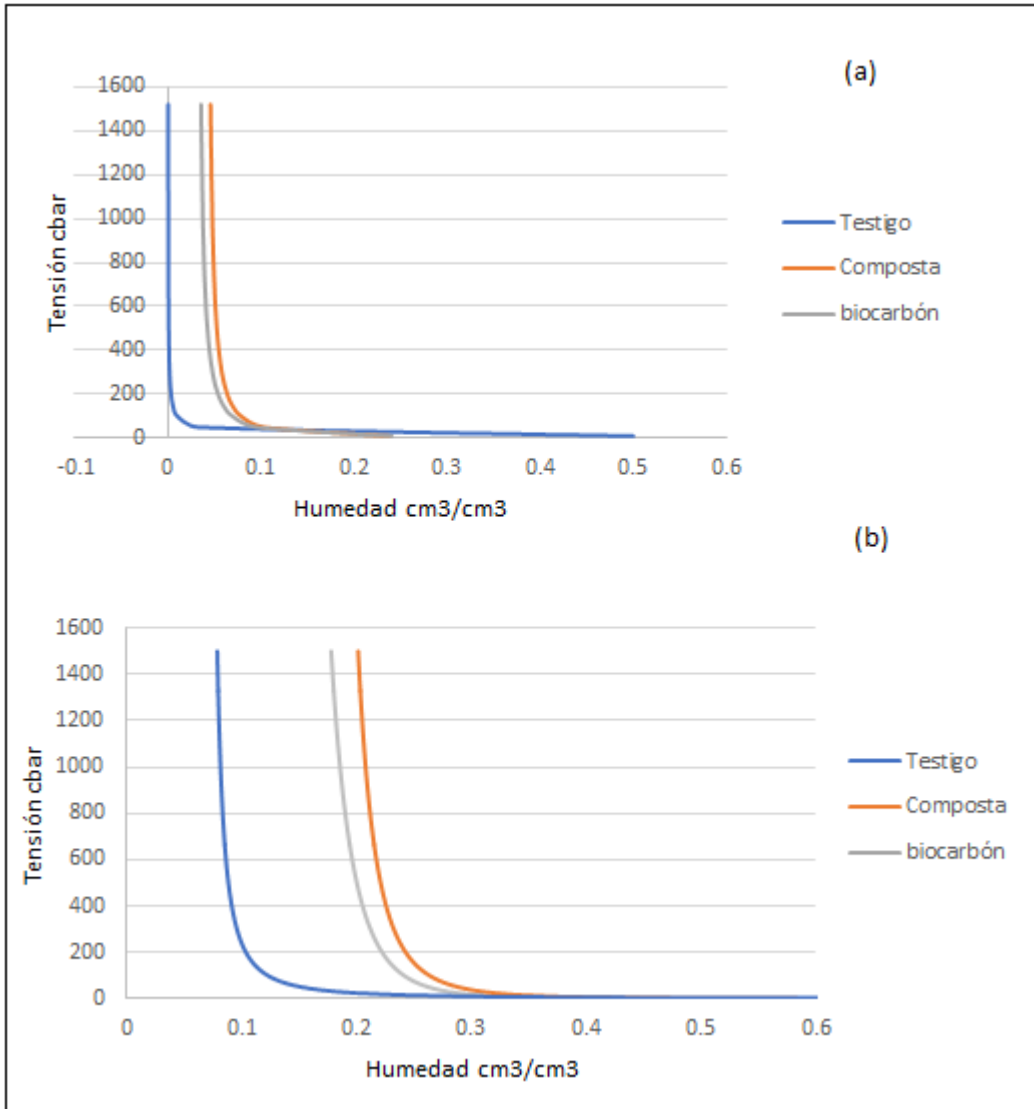 (a)
1600
1400
1200
1000
800
600
400
200
0
Tensión cbar
-0.1 0 0.1 0.2 0.3 0.4 0.5 0.6
Humedad cm3/cm3
Testigo
Composta
biocarbón
(b)
1600
1400
1200
1000
800
600
400
200
0
Tensión cbar
0 0.1 0.2 0.3 0.4 0.5 0.6
Humedad cm3/cm3
Testigo
Composta
biocarbón